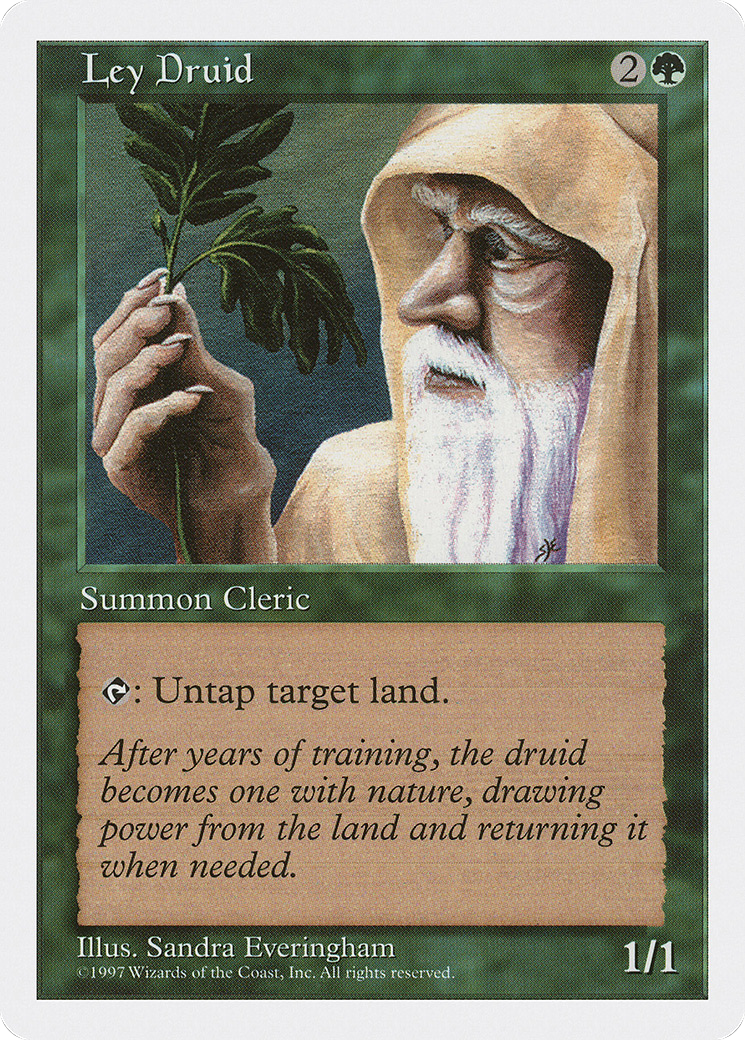 Ley Druid 2
Summon Cleric
: Untap target land.
After years of training, the druid
becomes one with nature, drawing
power from the land and returning it
when needed.
Illus. Sandra Everingham
©1997 Wizards of the Coast, Inc. All rights reserved.
1/1